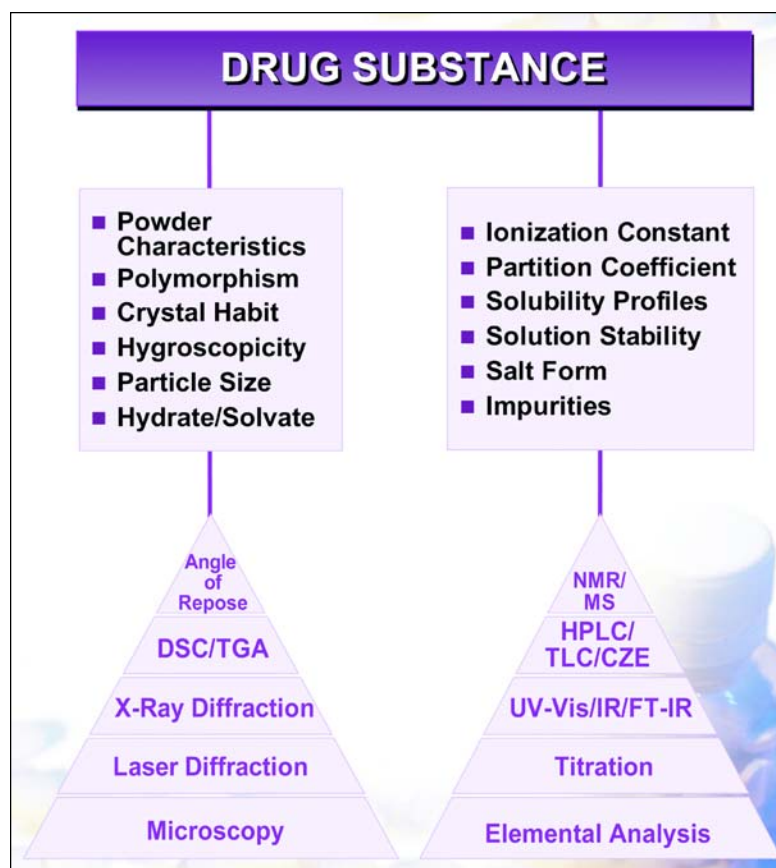 DRUG SUBSTANCE
Powder
Characteristics
Polymorphism
Crystal Habit
Hygroscopicity
Particle Size
Hydrate/Solvate
Ionization Constant
Partition Coefficient
Solubility Profiles
Solution Stability
Salt Form
Impurities
Angle
of
Repose
DSC/TGA
X-Ray Diffraction
Laser Diffraction
Microscopy
NMR/
MS
HPLC/
TLC/CZE
UV-Vis/IR/FT-IR
Titration
Elemental Analysis